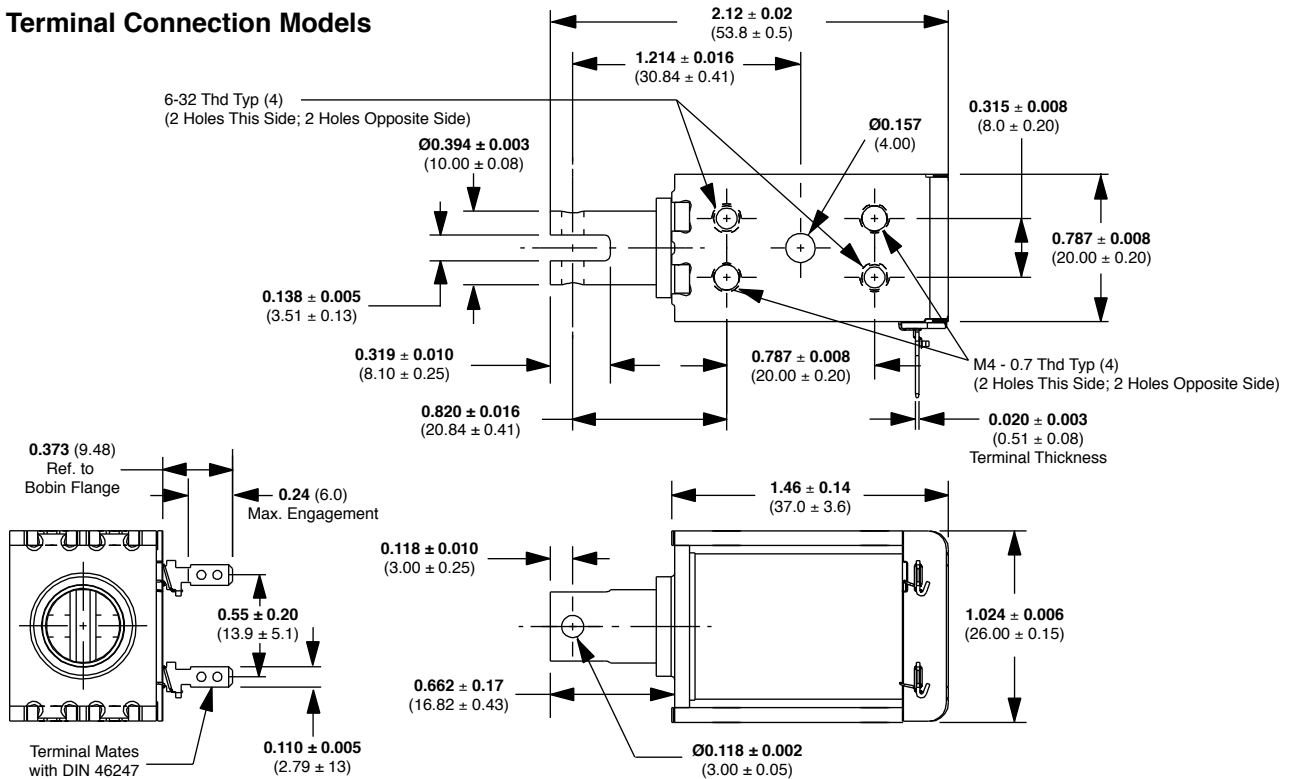 Terminal Connection Models
2.12 ± 0.02
(53.8 ± 0.5)
1.214 ± 0.016
(30.84 ± 0.41)
6-32 Thd Typ (4)
(2 Holes This Side; 2 Holes Opposite Side)
0.315 ± 0.008
(8.0 ± 0.20)
Ø0.157
(4.00)
Ø0.394 ± 0.003
(10.00 ± 0.08)
0.787 ± 0.008
(20.00 ± 0.20)
0.138 ± 0.005
(3.51 ± 0.13)
0.319 ± 0.010
(8.10 ± 0.25)
0.787 ± 0.008
(20.00 ± 0.20)
M4 - 0.7 Thd Typ (4)
(2 Holes This Side; 2 Holes Opposite Side)
0.820 ± 0.016
(20.84 ± 0.41)
0.020 ± 0.003
(0.51 ± 0.08)
Terminal Thickness
0.373 (9.48)
Ref. to
Bobin Flange
0.24 (6.0)
Max. Engagement
1.46 ± 0.14
(37.0 ± 3.6)
0.118 ± 0.010
(3.00 ± 0.25)
0.55 ± 0.20
(13.9 ± 5.1)
1.024 ± 0.006
(26.00 ± 0.15)
0.662 ± 0.17
(16.82 ± 0.43)
Terminal Mates
with DIN 46247
0.110 ± 0.005
(2.79 ± 13)
Ø0.118 ± 0.002
(3.00 ± 0.05)